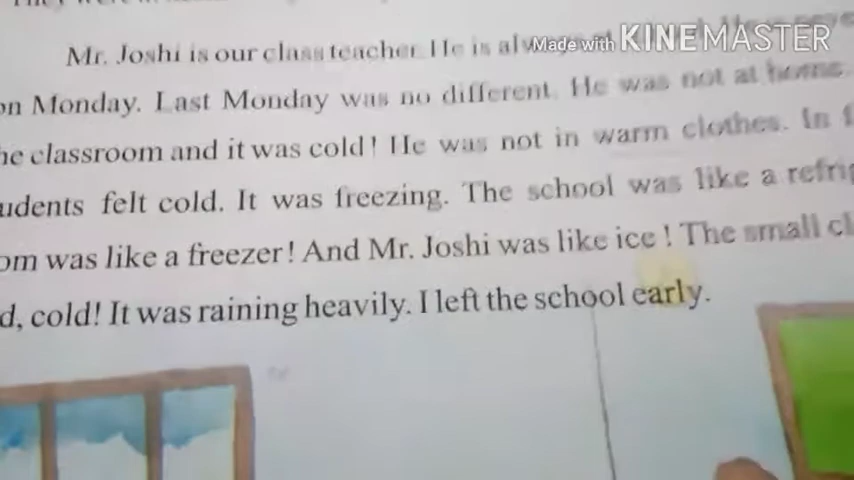 Mr. Joshi is our class teacher. He is
Made with KINEMASTER
on Monday. Last Monday was no different. He was not at home.
classroom and it was cold! He was not in warm clothes. In
felt cold. It was freezing. The school was like a
was like a freezer! And Mr. Joshi was like ice! The small
cold! It was raining heavily. I left the school early.